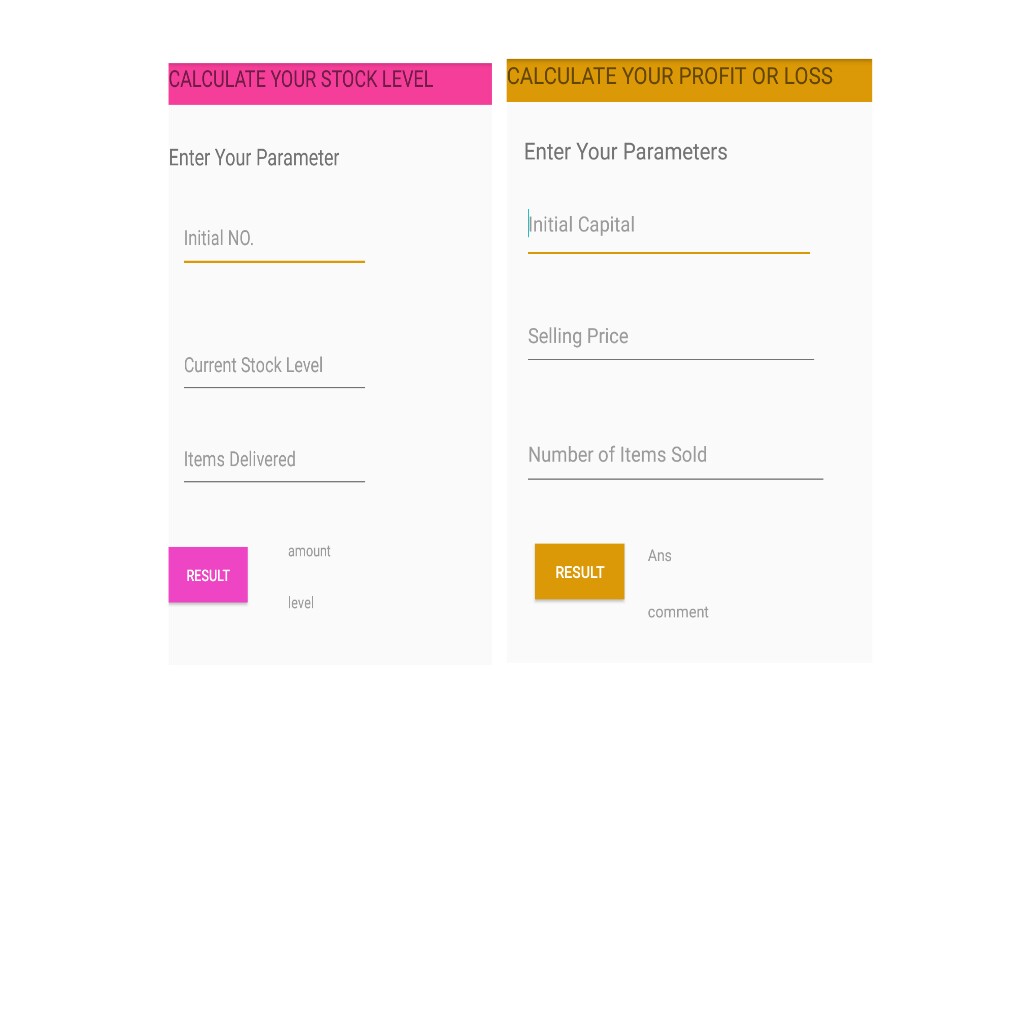 CALCULATE YOUR STOCK LEVEL
Enter Your Parameter
Initial NO.
Current Stock Level
Items Delivered
RESULT
amount
level
CALCULATE YOUR PROFIT OR LOSS
Enter Your Parameters
Initial Capital
Selling Price
Number of Items Sold
RESULT
Ans
comment